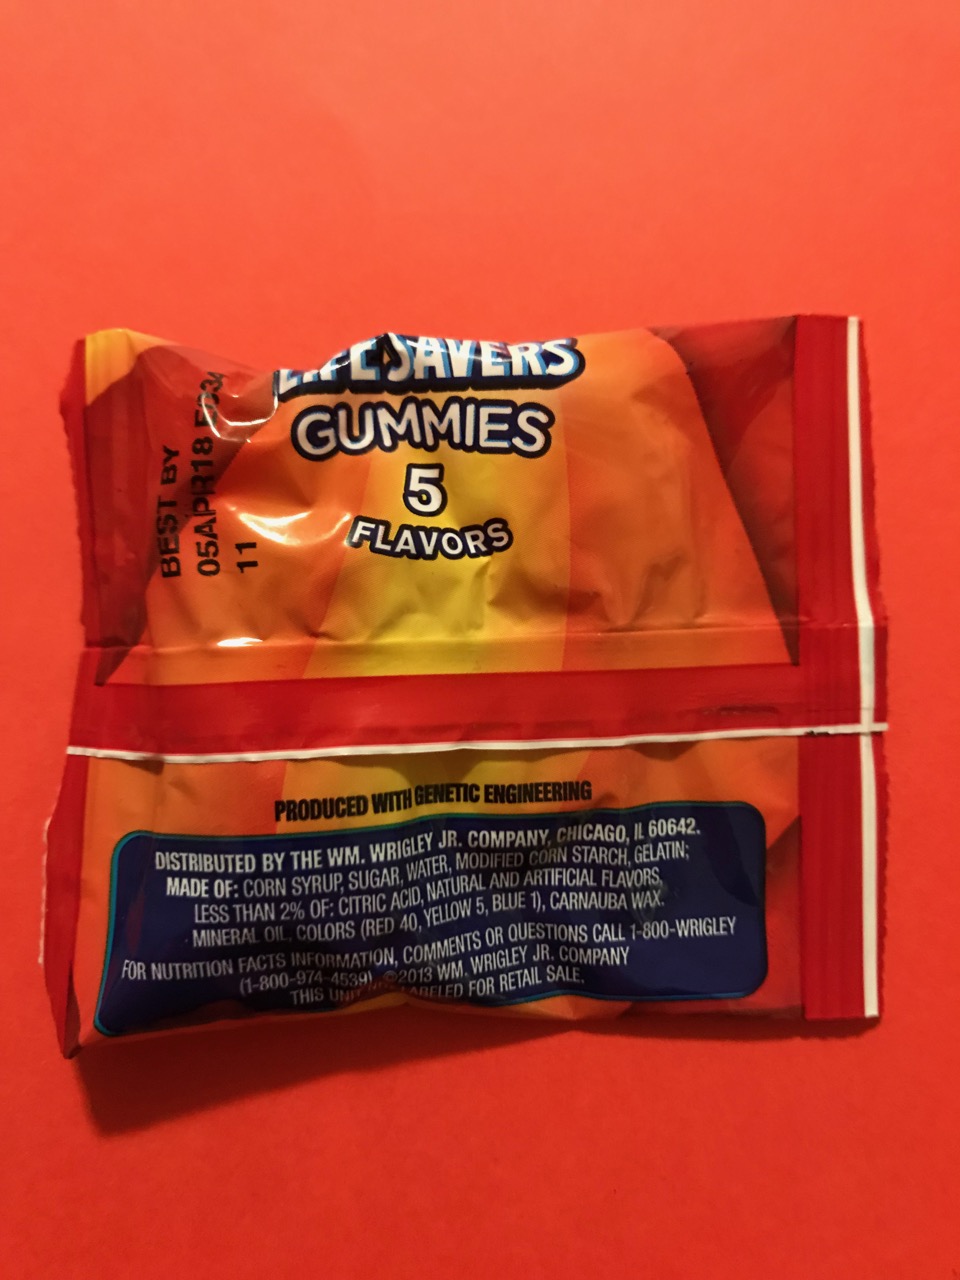 LIFE SAVERS
GUMMIES
5
FLAVORS
BEST BY
05APR18
11
PRODUCED WITH GENETIC ENGINEERING
DISTRIBUTED BY THE WM. WRIGLEY JR. COMPANY, CHICAGO, IL 60642.
MADE OF: CORN SYRUP, SUGAR, WATER, MODIFIED CORN STARCH, GELATIN;
LESS THAN 2% OF: CITRIC ACID, NATURAL AND ARTIFICIAL FLAVORS,
MINERAL OIL, COLORS (RED 40, YELLOW 5, BLUE 1), CARNAUBA WAX.
FOR NUTRITION FACTS INFORMATION, COMMENTS OR QUESTIONS CALL 1-800-WRIGLEY
(1-800-974-4539). ©2013 WM. WRIGLEY JR. COMPANY
THIS UNIT LABELED FOR RETAIL SALE.